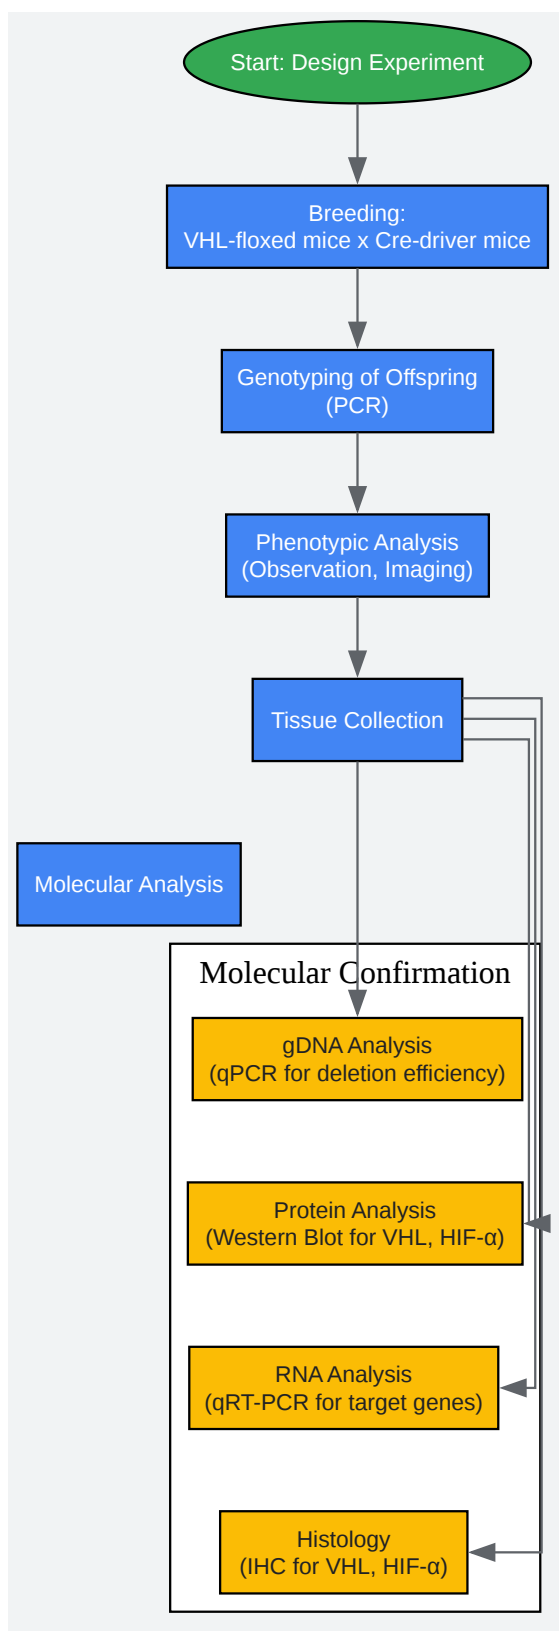 Start: Design Experiment
Breeding:
VHL-floxed mice x Cre-driver mice
Genotyping of Offspring
(PCR)
Phenotypic Analysis
(Observation, Imaging)
Tissue Collection
Molecular Analysis
Molecular Confirmation
gDNA Analysis
(qPCR for deletion efficiency)
Protein Analysis
(Western Blot for VHL, HIF-α)
RNA Analysis
(qRT-PCR for target genes)
Histology
(IHC for VHL, HIF-α)